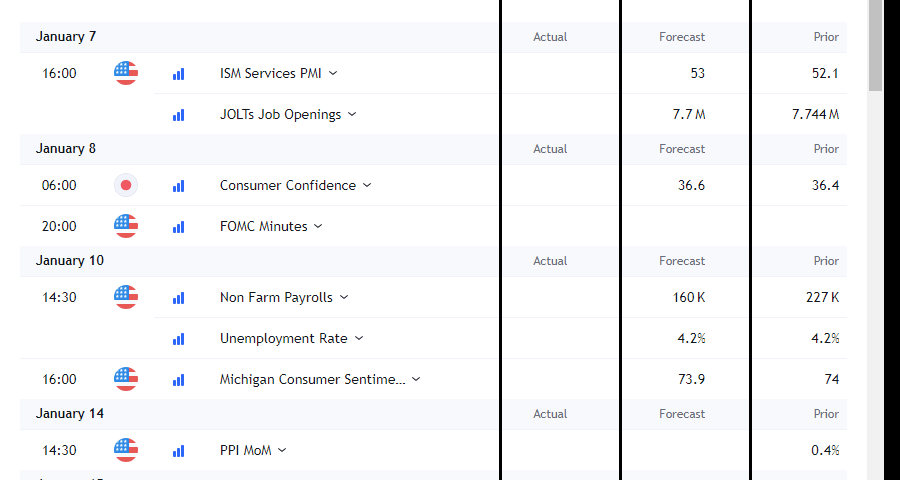 January 7 Actual Forecast Prior
16:00 ISM Services PMI 53 52.1
JOLTs Job Openings 7.7 M 7.744 M
January 8 Actual Forecast Prior
06:00 Consumer Confidence 36.6 36.4
20:00 FOMC Minutes
January 10 Actual Forecast Prior
14:30 Non Farm Payrolls 160 K 227 K
Unemployment Rate 4.2% 4.2%
16:00 Michigan Consumer Sentime... 73.9 74
January 14 Actual Forecast Prior
14:30 PPI MoM 0.4%